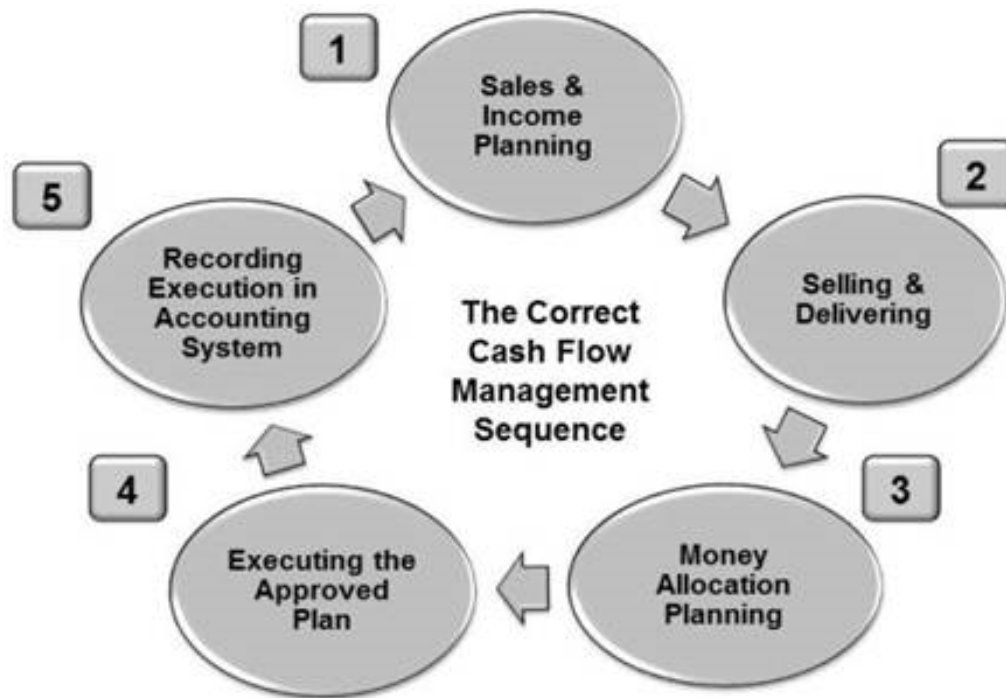 1
Sales &
Income
Planning
2
Selling &
Delivering
3
Money
Allocation
Planning
4
Executing the
Approved
Plan
5
Recording
Execution in
Accounting
System
The Correct
Cash Flow
Management
Sequence